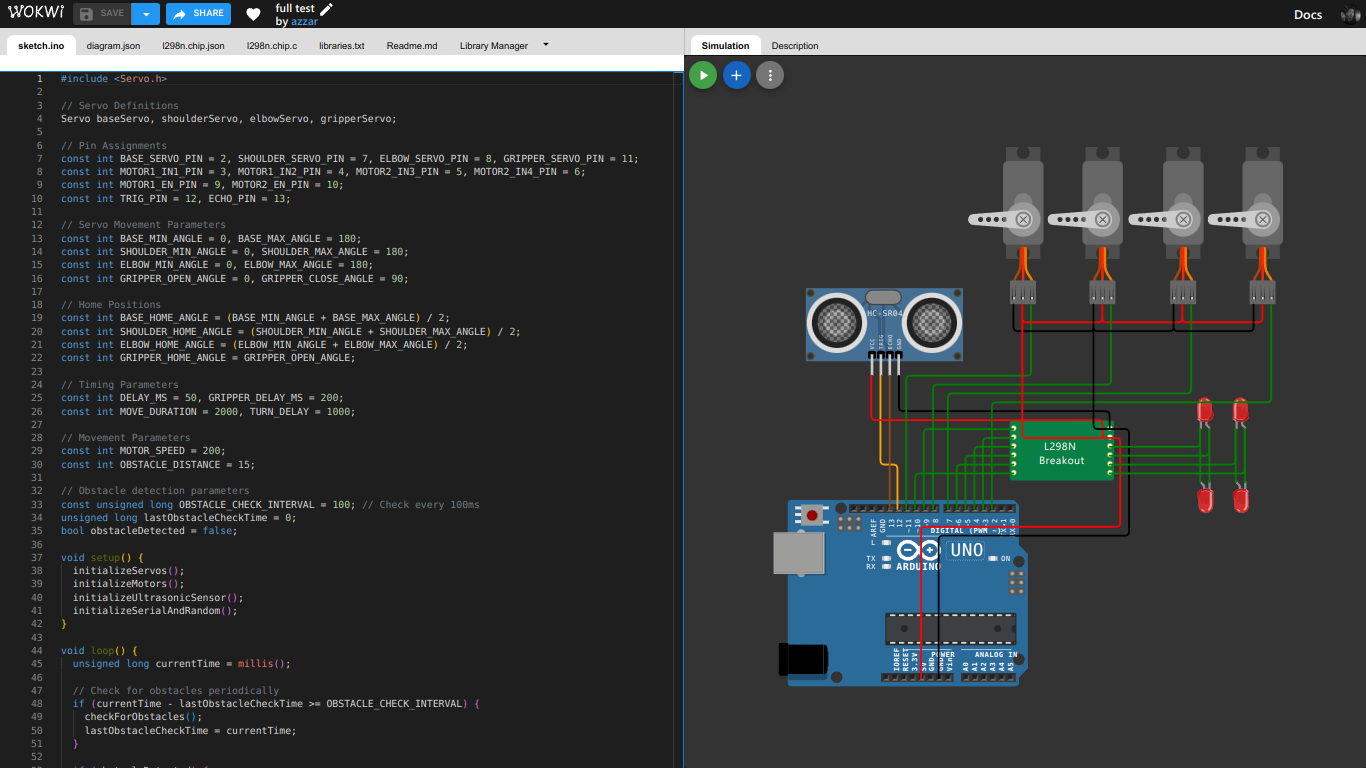 WOKWi
SAVE
SHARE
full test
by azzar
Docs
sketch.ino diagram.json l298n.chip.json l298n.chip.c libraries.txt Readme.md Library Manager
Simulation Description
1 #include <Servo.h>
2
3 // Servo Definitions
4 Servo baseServo, shoulderServo, elbowServo, gripperServo;
5
6 // Pin Assignments
7 const int BASE_SERVO_PIN = 2, SHOULDER_SERVO_PIN = 7, ELBOW_SERVO_PIN = 8, GRIPPER_SERVO_PIN = 11;
8 const int MOTOR1_IN1_PIN = 3, MOTOR1_IN2_PIN = 4, MOTOR2_IN3_PIN = 5, MOTOR2_IN4_PIN = 6;
9 const int MOTOR1_EN_PIN = 9, MOTOR2_EN_PIN = 10;
10 const int TRIG_PIN = 12, ECHO_PIN = 13;
11
12 // Servo Movement Parameters
13 const int BASE_MIN_ANGLE = 0, BASE_MAX_ANGLE = 180;
14 const int SHOULDER_MIN_ANGLE = 0, SHOULDER_MAX_ANGLE = 180;
15 const int ELBOW_MIN_ANGLE = 0, ELBOW_MAX_ANGLE = 180;
16 const int GRIPPER_OPEN_ANGLE = 0, GRIPPER_CLOSE_ANGLE = 90;
17
18 // Home Positions
19 const int BASE_HOME_ANGLE = (BASE_MIN_ANGLE + BASE_MAX_ANGLE) / 2;
20 const int SHOULDER_HOME_ANGLE = (SHOULDER_MIN_ANGLE + SHOULDER_MAX_ANGLE) / 2;
21 const int ELBOW_HOME_ANGLE = (ELBOW_MIN_ANGLE + ELBOW_MAX_ANGLE) / 2;
22 const int GRIPPER_HOME_ANGLE = GRIPPER_OPEN_ANGLE;
23
24 // Timing Parameters
25 const int DELAY_MS = 50, GRIPPER_DELAY_MS = 200;
26 const int MOVE_DURATION = 2000, TURN_DELAY = 1000;
27
28 // Movement Parameters
29 const int MOTOR_SPEED = 200;
30 const int OBSTACLE_DISTANCE = 15;
31
32 // Obstacle detection parameters
33 const unsigned long OBSTACLE_CHECK_INTERVAL = 100; // Check every 100ms
34 unsigned long lastObstacleCheckTime = 0;
35 bool obstacleDetected = false;
36
37 void setup() {
38 initializeServos();
39 initializeMotors();
40 initializeUltrasonicSensor();
41 initializeSerialAndRandom();
42 }
43
44 void loop() {
45 unsigned long currentTime = millis();
46
47 // Check for obstacles periodically
48 if (currentTime - lastObstacleCheckTime >= OBSTACLE_CHECK_INTERVAL) {
49 checkForObstacles();
50 lastObstacleCheckTime = currentTime;
51 }
52
HC-SR04
VCC
TRIG
ECHO
GND
L298N
Breakout
AREF
GND
13
12
~11
~10
~9
8
7
~6
~5
4
~3
2
TX→1
RX←0
DIGITAL (PWM ~)
L
TX
RX
UNO
ARDUINO
ON
IOREF
RESET
3.3V
5V
GND
GND
Vin
POWER
ANALOG IN
A0
A1
A2
A3
A4
A5